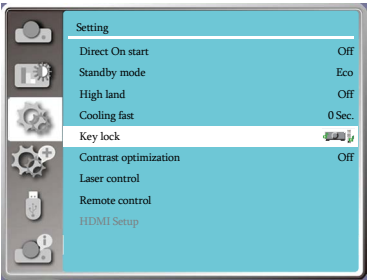 Setting
Direct On start Off
Standby mode Eco
High land Off
Cooling fast 0 Sec.
Key lock
Contrast optimization Off
Laser control
Remote control
HDMI Setup